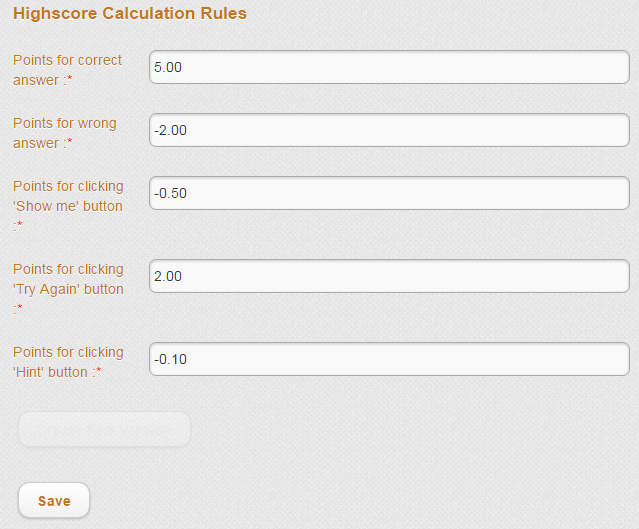 Highscore Calculation Rules
Points for correct
answer :*
5.00
Points for wrong
answer :*
-2.00
Points for clicking
'Show me' button
:*
-0.50
Points for clicking
'Try Again' button
:*
2.00
Points for clicking
'Hint' button :*
-0.10
Save